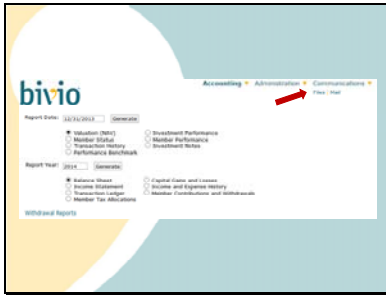 bivio
Accounting Administration Communications
Files Mail
Report Date: 12/31/2013 Generate
Valuation (NAV) Investment Performance
Member Status Member Performance
Transaction History Investment Notes
Performance Benchmark
Report Year: 2014 Generate
Balance Sheet Capital Gains and Losses
Income Statement Income and Expense History
Transaction Ledger Member Contributions and Withdrawals
Member Tax Allocations
Withdrawal Reports